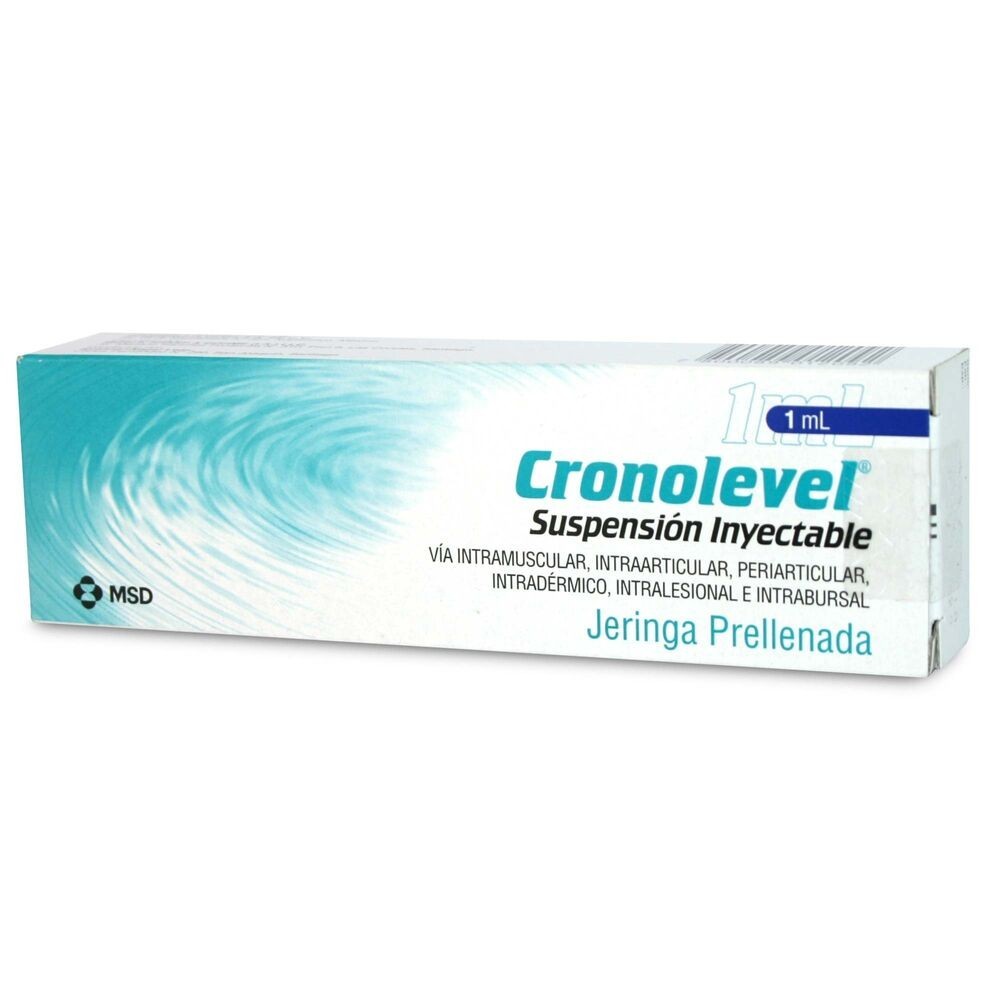 1mL
1 mL
Cronolevel®
Suspensión Inyectable
VÍA INTRAMUSCULAR, INTRAARTICULAR, PERIARTICULAR,
INTRADÉRMICO, INTRALESIONAL E INTRABURSAL
Jeringa Prellenada
MSD